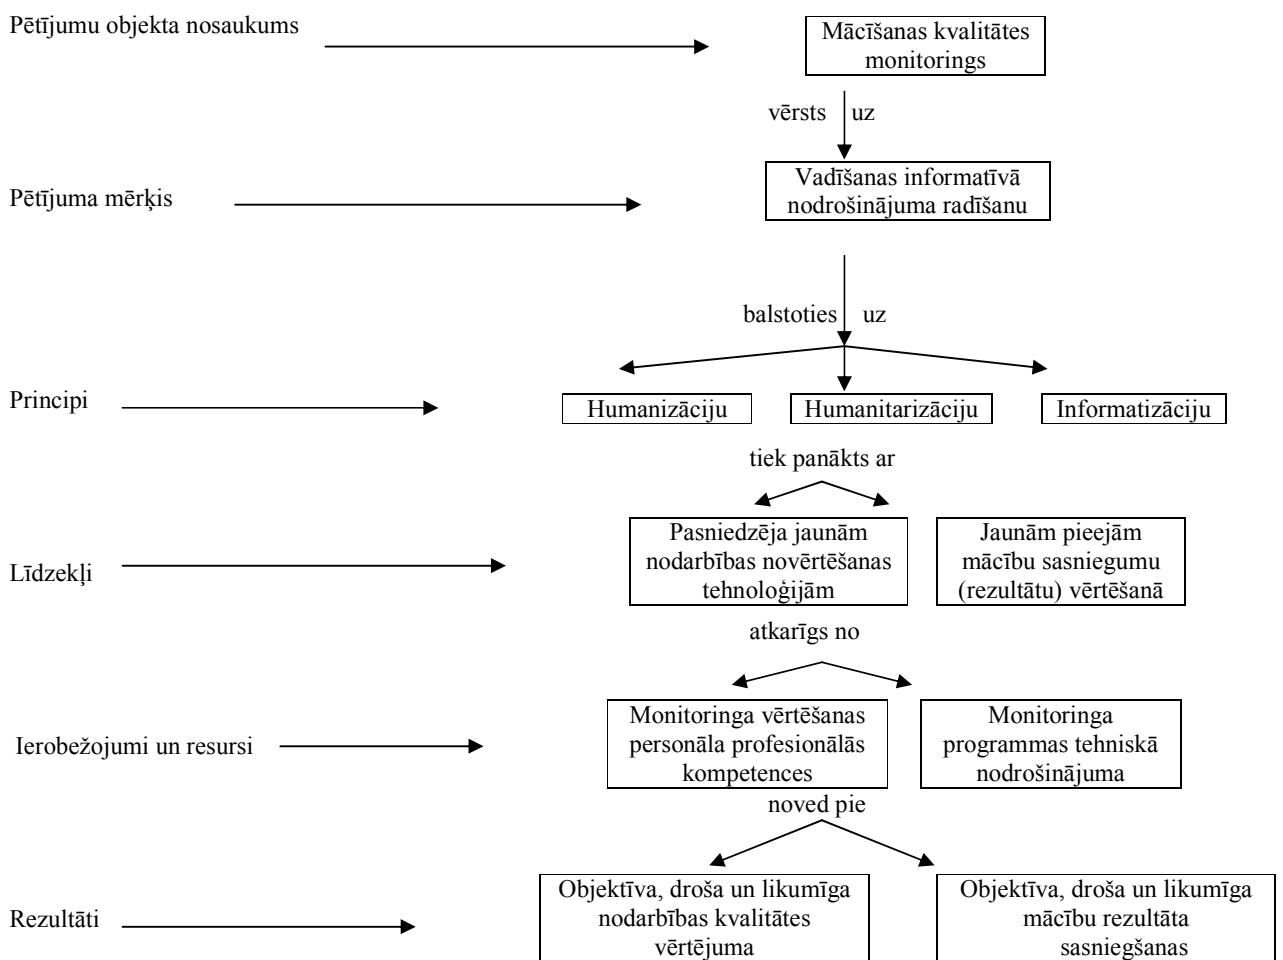 Pētījumu objekta nosaukums
Mācīšanas kvalitātes
monitorings
vērsts uz
Pētījuma mērķis
Vadīšanas informatīvā
nodrošinājuma radīšanu
balstoties uz
Principi
Humanizāciju
Humanitarizāciju
Informatizāciju
tiek panākts ar
Līdzekļi
Pasniedzēja jaunām
nodarbības novērtēšanas
tehnoloģijām
Jaunām pieejām
mācību sasniegumu
(rezultātu) vērtēšanā
atkarīgs no
Ierobežojumi un resursi
Monitoringa vērtēšanas
personāla profesionālās
kompetences
Monitoringa
programmas tehniskā
nodrošinājuma
noved pie
Rezultāti
Objektīva, droša un likumīga
nodarbības kvalitātes
vērtējuma
Objektīva, droša un likumīga
mācību rezultāta
sasniegšanas